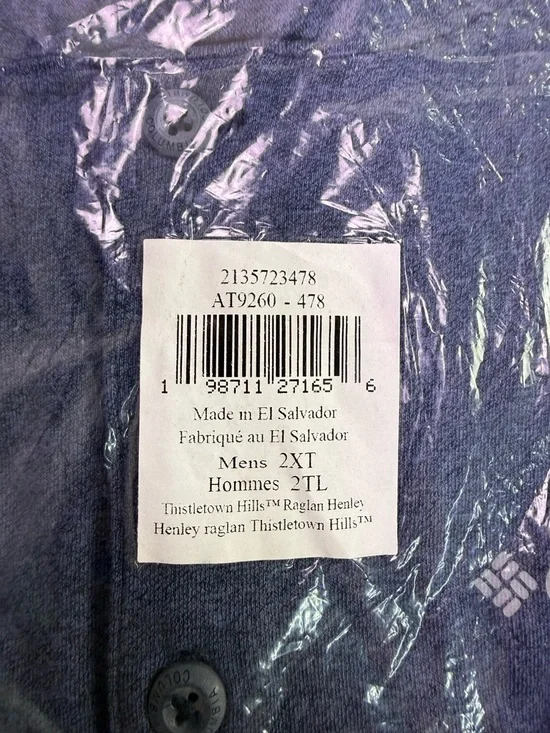 2135723478
AT9260 - 478
1 98711 27165 6
Made in El Salvador
Fabriqué au El Salvador
Mens 2XT
Hommes 2TL
Thistletown Hills™ Raglan Henley
Henley raglan Thistletown Hills™
COLUMBIA